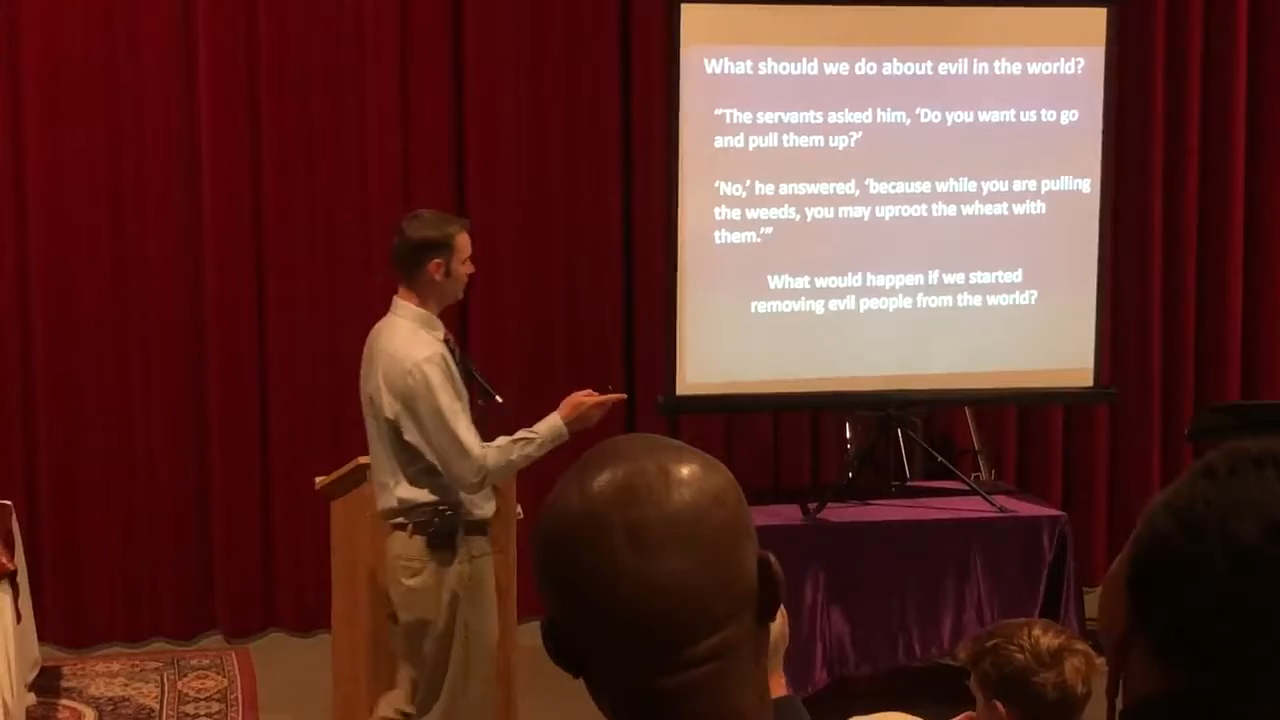 What should we do about evil in the world?
“The servants asked him, ‘Do you want us to go
and pull them up?’
‘No,’ he answered, ‘because while you are pulling
the weeds, you may uproot the wheat with
them.’”
What would happen if we started
removing evil people from the world?